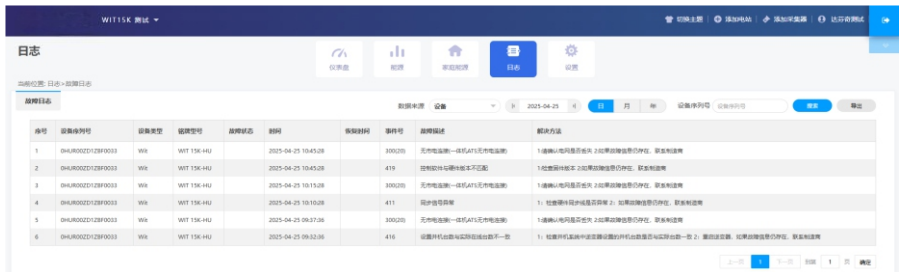 WIT15K 测试
切换主题 添加电站 添加采集器 达芬奇测试
日志
仪表盘 能源 家庭能源 日志 设置
当前位置: 日志>故障日志
故障日志
数据来源 设备 2025-04-25 日 月 年 设备序列号 设备序列号 搜索 导出
序号 设备序列号 设备类型 铭牌型号 故障状态 时间 恢复时间 事件号 故障描述 解决方法
1 0HUR00ZD1ZBF0033 Wit WIT 15K-HU 2025-04-25 10:45:28 300(20) 无市电连接(一体机ATS无市电连接) 1:请确认电网是否丢失 2:如果故障信息仍存在, 联系制造商
2 0HUR00ZD1ZBF0033 Wit WIT 15K-HU 2025-04-25 10:45:28 419 控制软件与硬件版本不匹配 1:检查固件版本 2:如果故障信息仍存在, 联系制造商
3 0HUR00ZD1ZBF0033 Wit WIT 15K-HU 2025-04-25 10:15:28 300(20) 无市电连接(一体机ATS无市电连接) 1:请确认电网是否丢失 2:如果故障信息仍存在, 联系制造商
4 0HUR00ZD1ZBF0033 Wit WIT 15K-HU 2025-04-25 10:10:28 411 同步信号异常 1: 检查硬件同步线是否异常 2: 如果故障信息仍存在, 联系制造商
5 0HUR00ZD1ZBF0033 Wit WIT 15K-HU 2025-04-25 09:37:36 300(20) 无市电连接(一体机ATS无市电连接) 1:请确认电网是否丢失 2:如果故障信息仍存在, 联系制造商
6 0HUR00ZD1ZBF0033 Wit WIT 15K-HU 2025-04-25 09:32:36 416 设置并机台数与实际在线台数不一致 1: 检查并机系统中逆变器设置的并机台数是否与实际台数一致 2: 重启逆变器, 如果故障信息仍存在, 联系制造商
上一页 1 下一页 到第 1 页 确定